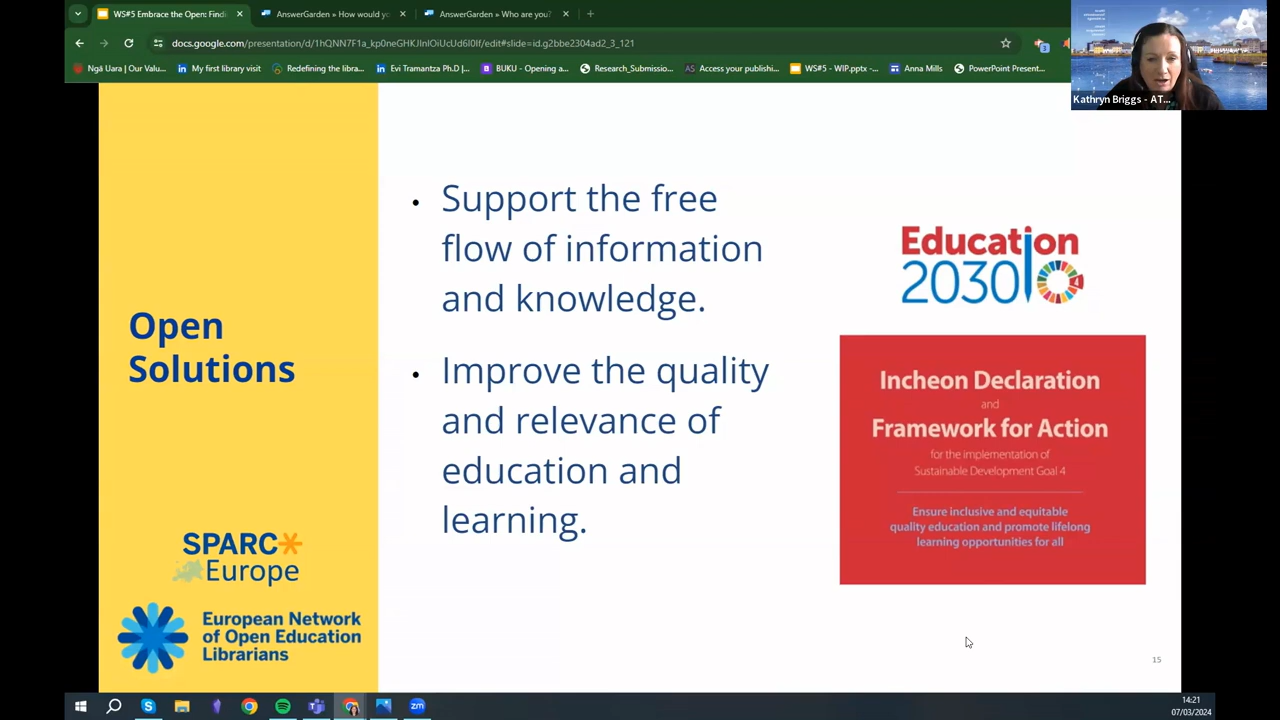 WS#5 Embrace the Open: Findi
AnswerGarden » How would yo
AnswerGarden » Who are you?
docs.google.com/presentation/d/1hQNN7F1a_kp0neGHKJInIOiUcUd6I0If/edit#slide=id.g2bbe2304ad2_3_121
3
Ngā Uara | Our Valu...
My first library visit
Redefining the libra...
Evi Tramantza Ph.D |...
BUKU - Opening a...
Research_Submissio...
Access your publishi...
WS#5 - WIP.pptx -...
Anna Mills
PowerPoint Present...
Kathryn Briggs - AT...
Open
Solutions
• Support the free
flow of information
and knowledge.
• Improve the quality
and relevance of
education and
learning.
Education
2030
Incheon Declaration
and
Framework for Action
for the implementation of
Sustainable Development Goal 4
Ensure inclusive and equitable
quality education and promote lifelong
learning opportunities for all
SPARC
Europe
European Network
of Open Education
Librarians
15
zm
14:21
07/03/2024